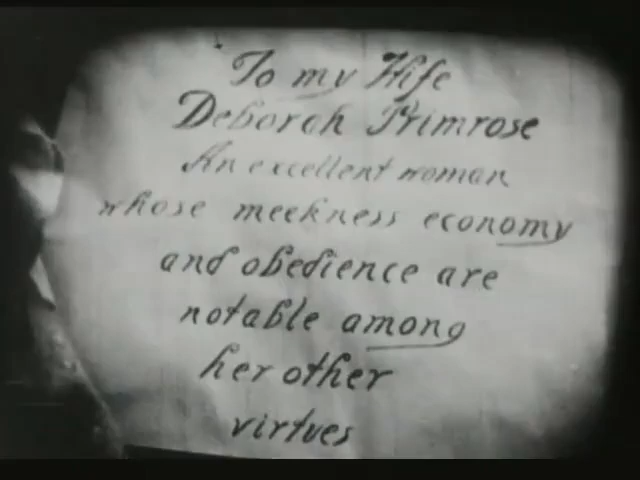 To my Wife
Deborah Primrose
An excellent woman
whose meekness economy
and obedience are
notable among
her other
virtues